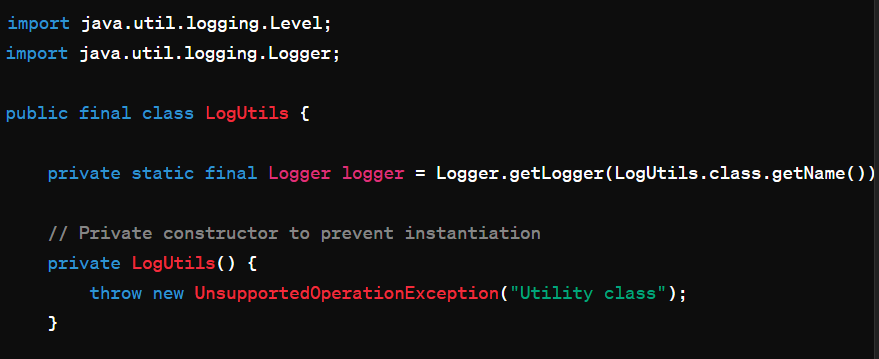 import java.util.logging.Level;
import java.util.logging.Logger;
public final class LogUtils {
private static final Logger logger = Logger.getLogger(LogUtils.class.getName())
// Private constructor to prevent instantiation
private LogUtils() {
throw new UnsupportedOperationException("Utility class");
}